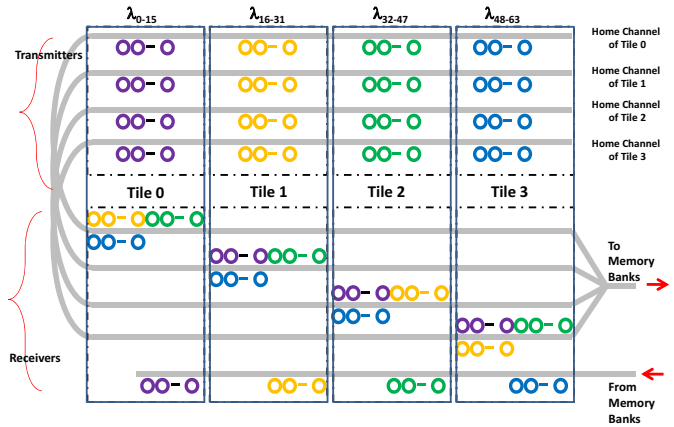 λ0-15 λ16-31 λ32-47 λ48-63
Home Channel
of Tile 0
Transmitters
Home Channel
of Tile 1
Home Channel
of Tile 2
Home Channel
of Tile 3
Tile 0 Tile 1 Tile 2 Tile 3
To
Memory
Banks
Receivers
From
Memory
Banks